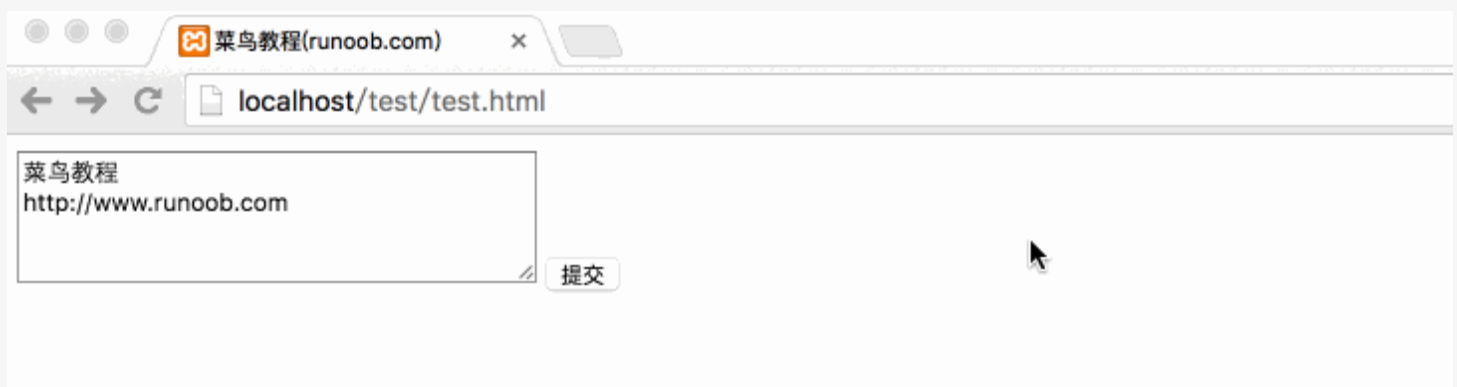 菜鸟教程(runoob.com)
localhost/test/test.html
菜鸟教程
http://www.runoob.com
提交